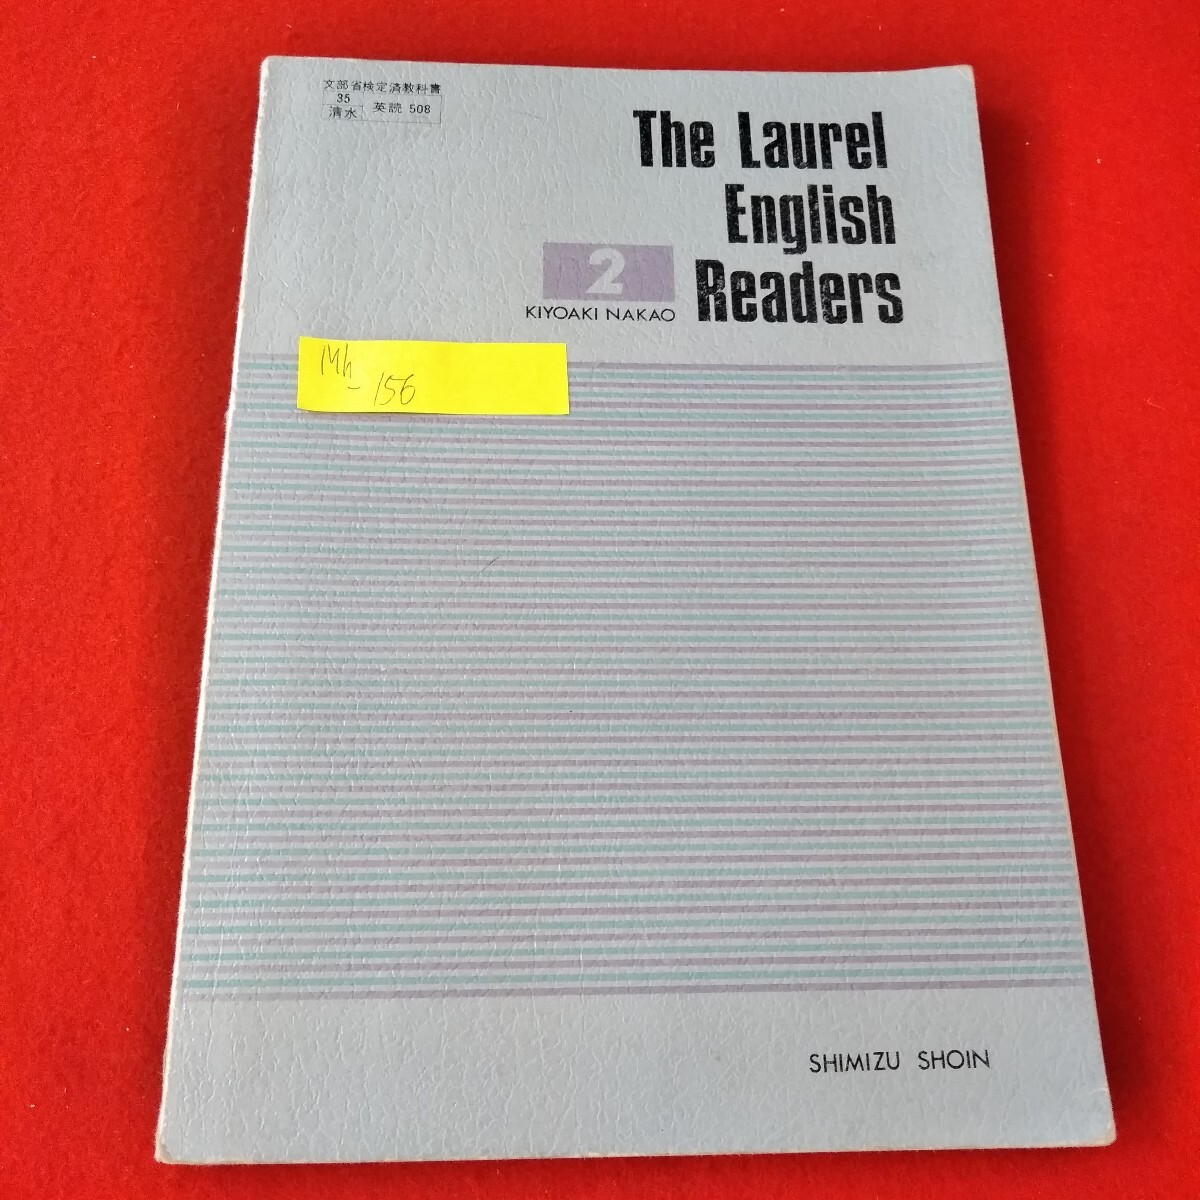 文部省検定済教科書
35
清水
英読 508
The Laurel
English
2
Readers
KIYOAKI NAKAO
Mh
- 156
SHIMIZU SHOIN